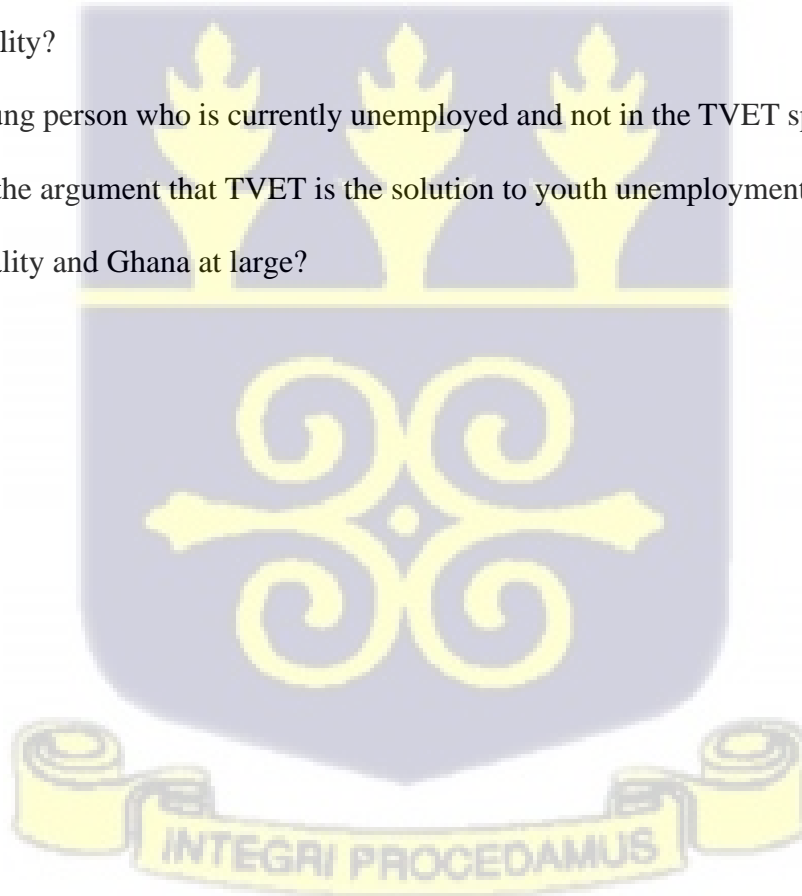 lity?
ung person who is currently unemployed and not in the TVET sp
the argument that TVET is the solution to youth unemployment
ality and Ghana at large?
INTEGRI PROCEDAMUS